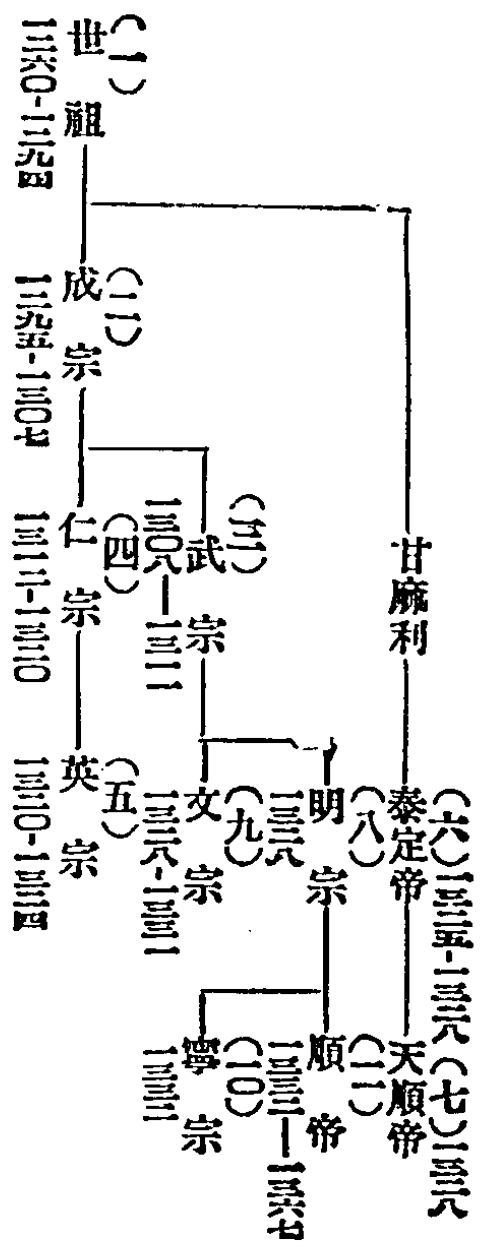 （一）
世祖
一二六〇-一二九四
（二）
成宗
一二九五-一三〇七
甘麻利
（三）
武宗
一三〇八—一三一一
（四）
仁宗
一三一二-一三二〇
（六）一三二五-一三二八
泰定帝
（八）
明宗
一三二八
（九）
文宗
一三二八-一三三一
（五）
英宗
一三二〇-一三二四
（七）一三二八
天順帝
（一一）
順帝
一三三三—一三六七
（一〇）
寧宗
一三三二